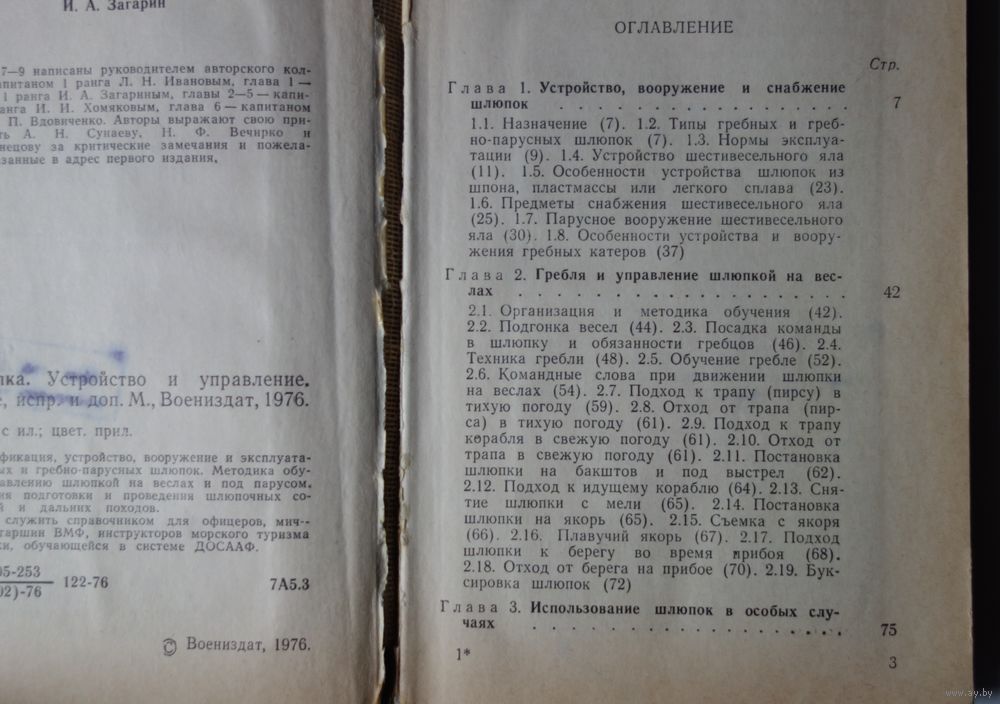 И. А. Загарин
7—9 написаны руководителем авторского кол-
апитаном 1 ранга Л. Н. Ивановым, глава 1 —
1 ранга И. А. Загариным, главы 2—5 — капи-
анга И. И. Хомяковым, глава 6 — капитаном
П. Вдовиченко. Авторы выражают свою при-
ть А. Н. Сунаеву, Н. Ф. Вечирко и
нецову за критические замечания и пожела-
азанные в адрес первого издания.
пка. Устройство и управление.
е, испр. и доп. М., Воениздат, 1976.
с ил.; цвет. прил.
фикация, устройство, вооружение и эксплуата-
ых и гребно-парусных шлюпок. Методика обу-
авлению шлюпкой на веслах и под парусом.
ия подготовки и проведения шлюпочных со-
й и дальних походов.
служить справочником для офицеров, мич-
таршин ВМФ, инструкторов морского туризма
ки, обучающейся в системе ДОСААФ.
05-253
02)-76
122-76
7А5.3
© Воениздат, 1976.
ОГЛАВЛЕНИЕ
Стр.
Глава 1. Устройство, вооружение и снабжение
шлюпок . . . . . . . . . . . . . . . 7
1.1. Назначение (7). 1.2. Типы гребных и греб-
но-парусных шлюпок (7). 1.3. Нормы эксплуа-
тации (9). 1.4. Устройство шестивесельного яла
(11). 1.5. Особенности устройства шлюпок из
шпона, пластмассы или легкого сплава (23).
1.6. Предметы снабжения шестивесельного яла
(25). 1.7. Парусное вооружение шестивесельного
яла (30). 1.8. Особенности устройства и воору-
жения гребных катеров (37)
Глава 2. Гребля и управление шлюпкой на вес-
лах . . . . . . . . . . . . . . . . 42
2.1. Организация и методика обучения (42).
2.2. Подгонка весел (44). 2.3. Посадка команды
в шлюпку и обязанности гребцов (46). 2.4.
Техника гребли (48). 2.5. Обучение гребле (52).
2.6. Командные слова при движении шлюпки
на веслах (54). 2.7. Подход к трапу (пирсу) в
тихую погоду (59). 2.8. Отход от трапа (пир-
са) в тихую погоду (61). 2.9. Подход к трапу
корабля в свежую погоду (61). 2.10. Отход от
трапа в свежую погоду (61). 2.11. Постановка
шлюпки на бакштов и под выстрел (62).
2.12. Подход к идущему кораблю (64). 2.13. Сня-
тие шлюпки с мели (65). 2.14. Постановка
шлюпки на якорь (65). 2.15. Съемка с якоря
(66). 2.16. Плавучий якорь (67). 2.17. Подход
шлюпки к берегу во время прибоя (68).
2.18. Отход от берега на прибое (70). 2.19. Бук-
сировка шлюпок (72)
Глава 3. Использование шлюпок в особых слу-
чаях . . . . . . . . . . . . . . . . 75
1*
3
www.ay.by